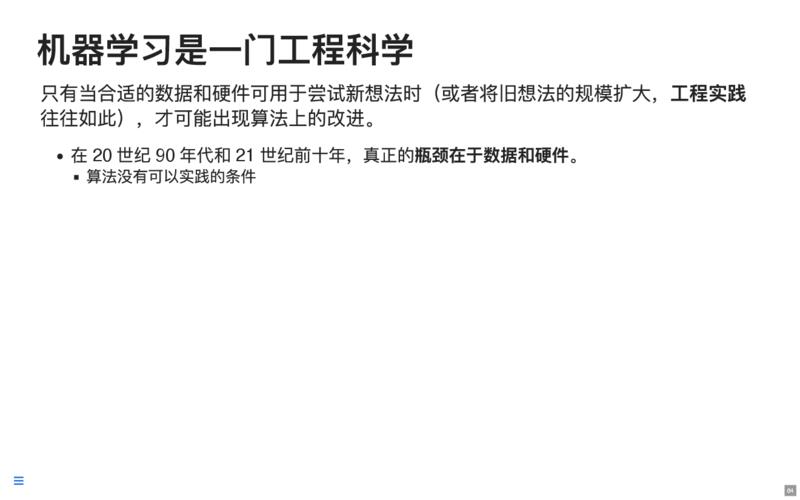 机器学习是一门工程科学
只有当合适的数据和硬件可用于尝试新想法时（或者将旧想法的规模扩大，工程实践
往往如此），才可能出现算法上的改进。
• 在 20 世纪 90 年代和 21 世纪前十年，真正的瓶颈在于数据和硬件。
▪ 算法没有可以实践的条件
04